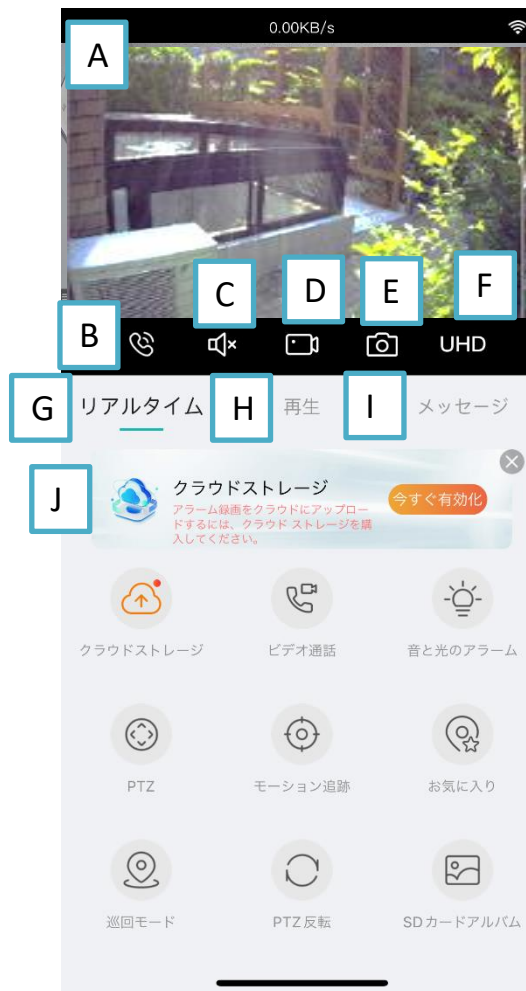 0.00KB/s
A
B
C
D
E
F
UHD
G
リアルタイム
H
再生
I
メッセージ
J
クラウドストレージ
アラーム録画をクラウドにアップロー
ドするには、クラウド ストレージを購
入してください。
今すぐ有効化
クラウドストレージ
ビデオ通話
音と光のアラーム
PTZ
モーション追跡
お気に入り
巡回モード
PTZ反転
SDカードアルバム